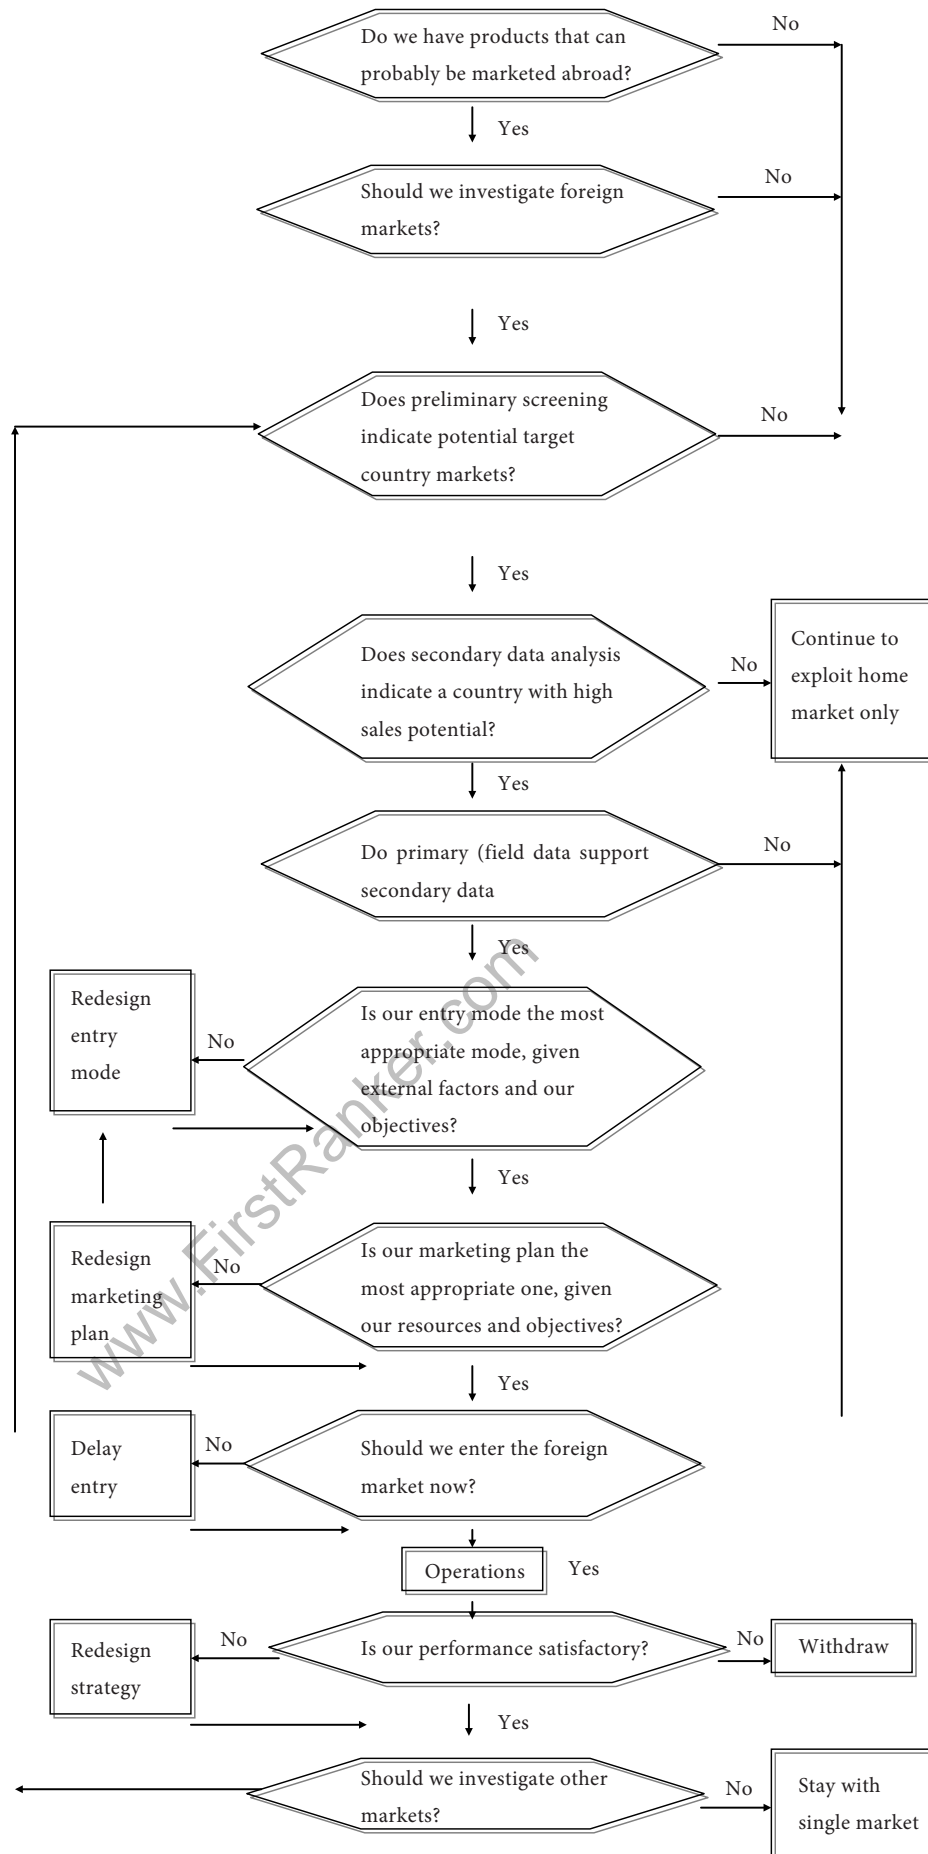 No
Do we have products that can
probably be marketed abroad?
Yes
No
Should we investigate foreign
markets?
Yes
Does preliminary screening
indicate potential target
country markets?
No
Yes
Does secondary data analysis
indicate a country with high
sales potential?
No
Continue to
exploit home
market only
Yes
Do primary (field data support
secondary data
No
Yes
Redesign
entry
mode
No
Is our entry mode the most
appropriate mode, given
external factors and our
objectives?
Yes
Redesign
marketing
plan
No
Is our marketing plan the
most appropriate one, given
our resources and objectives?
Yes
Delay
entry
No
Should we enter the foreign
market now?
Operations
Yes
Redesign
strategy
No
Is our performance satisfactory?
No
Withdraw
Yes
Should we investigate other
markets?
No
Stay with
single market
www.FirstRanker.com